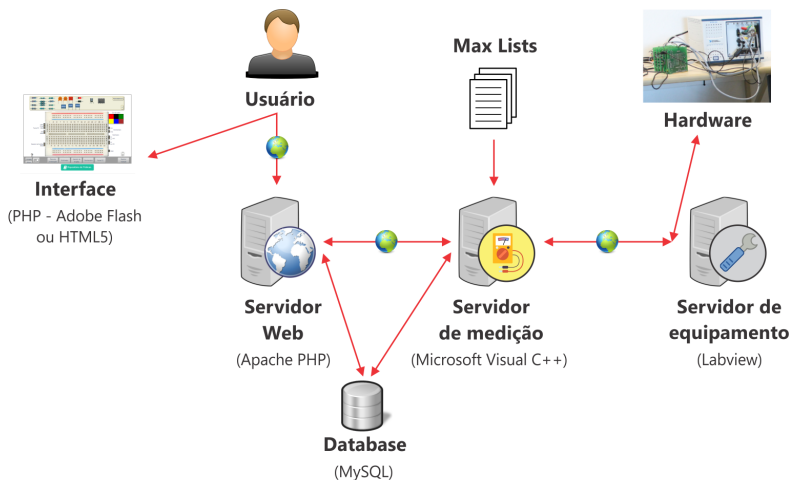 Usuário
Max Lists
Hardware
Interface
(PHP - Adobe Flash
ou HTML5)
Servidor
Web
(Apache PHP)
Servidor
de medição
(Microsoft Visual C++)
Servidor de
equipamento
(Labview)
Database
(MySQL)